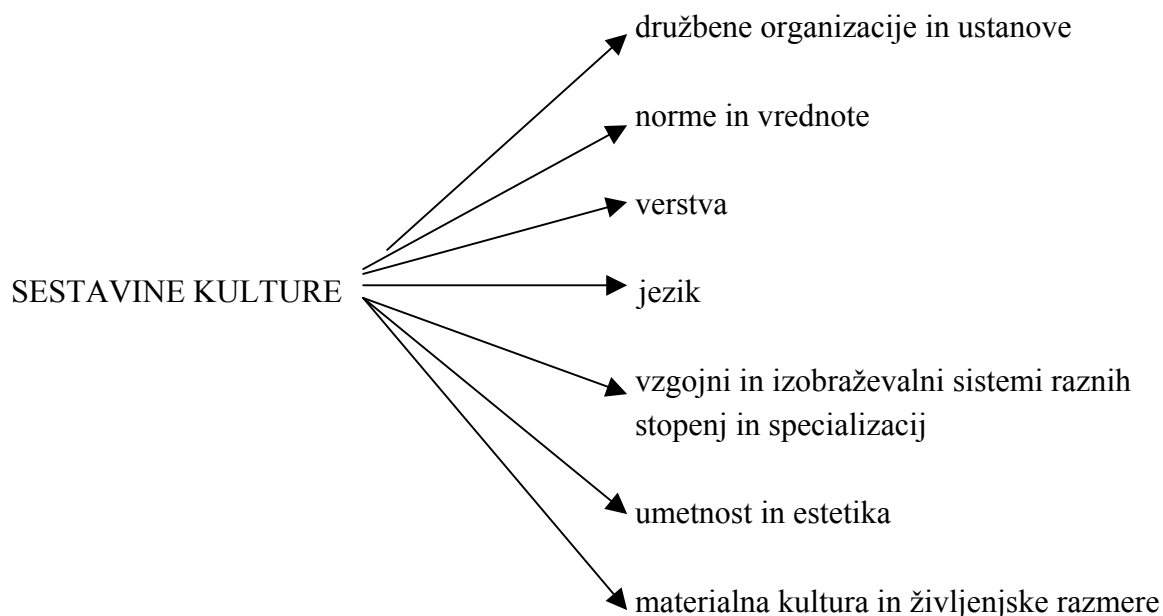 družbene organizacije in ustanove
norme in vrednote
verstva
SESTAVINE KULTURE
jezik
vzgojni in izobraževalni sistemi raznih
stopenj in specializacij
umetnost in estetika
materialna kultura in življenjske razmere